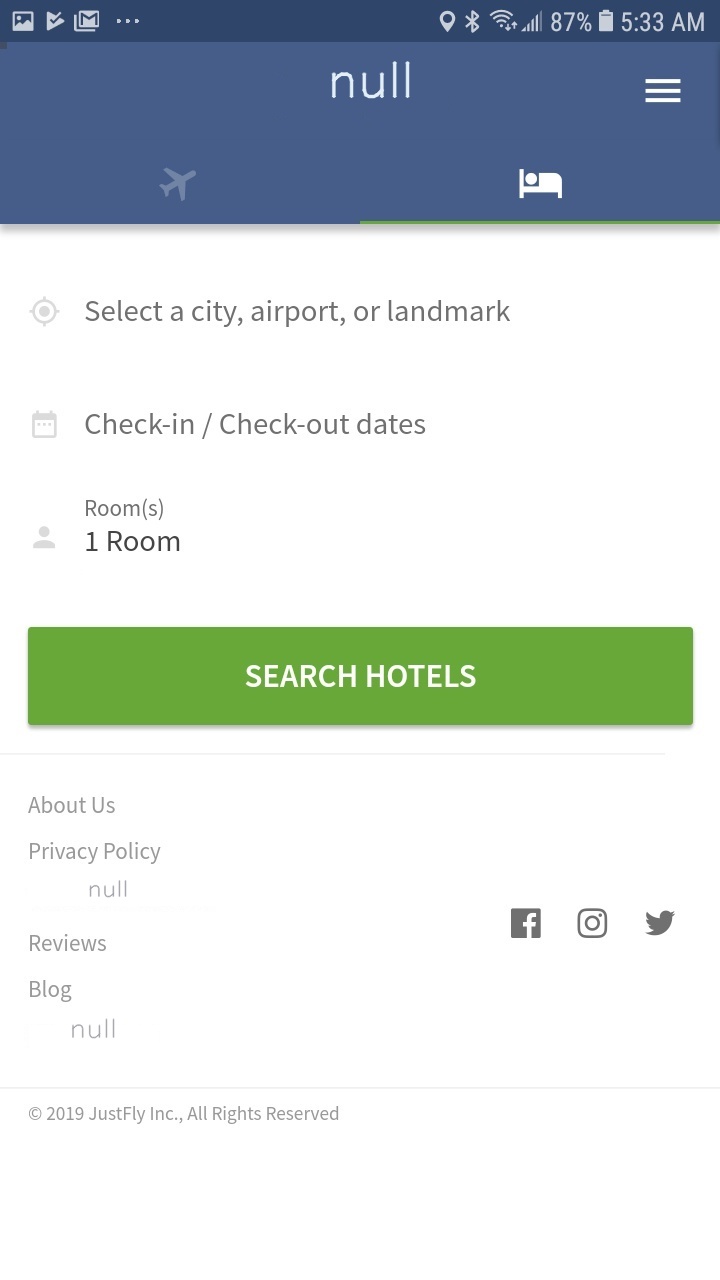 87% 5:33 AM
null
Select a city, airport, or landmark
Check-in / Check-out dates
Room(s)
1 Room
SEARCH HOTELS
About Us
Privacy Policy
null
Reviews
Blog
null
© 2019 JustFly Inc., All Rights Reserved